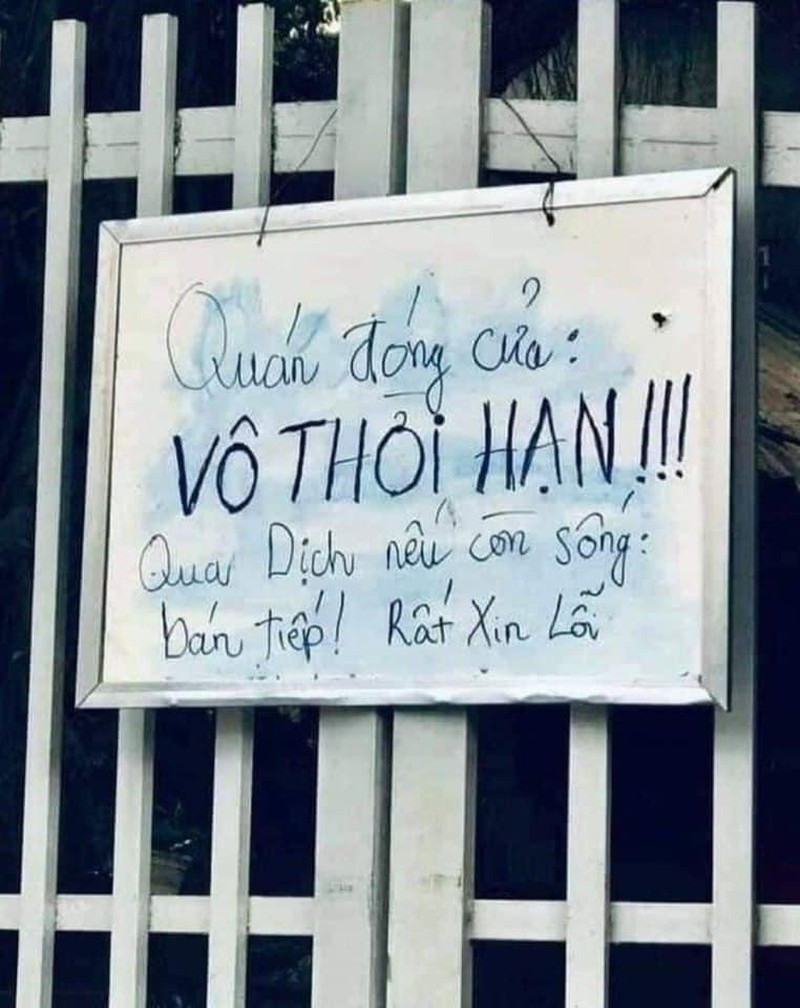 Quán đóng cửa:
VÔ THỜI HẠN!!!
Qua Dịch nếu còn sống:
bán tiếp! Rất Xin Lỗi